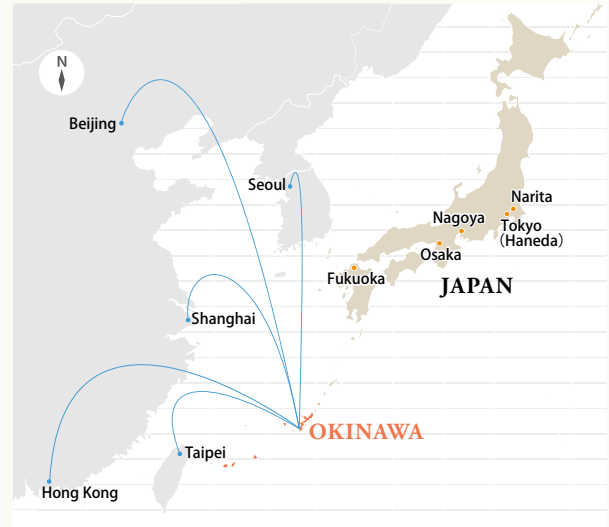 N
Beijing
Seoul
Narita
Nagoya
Tokyo
(Haneda)
Osaka
Fukuoka
JAPAN
Shanghai
OKINAWA
Taipei
Hong Kong